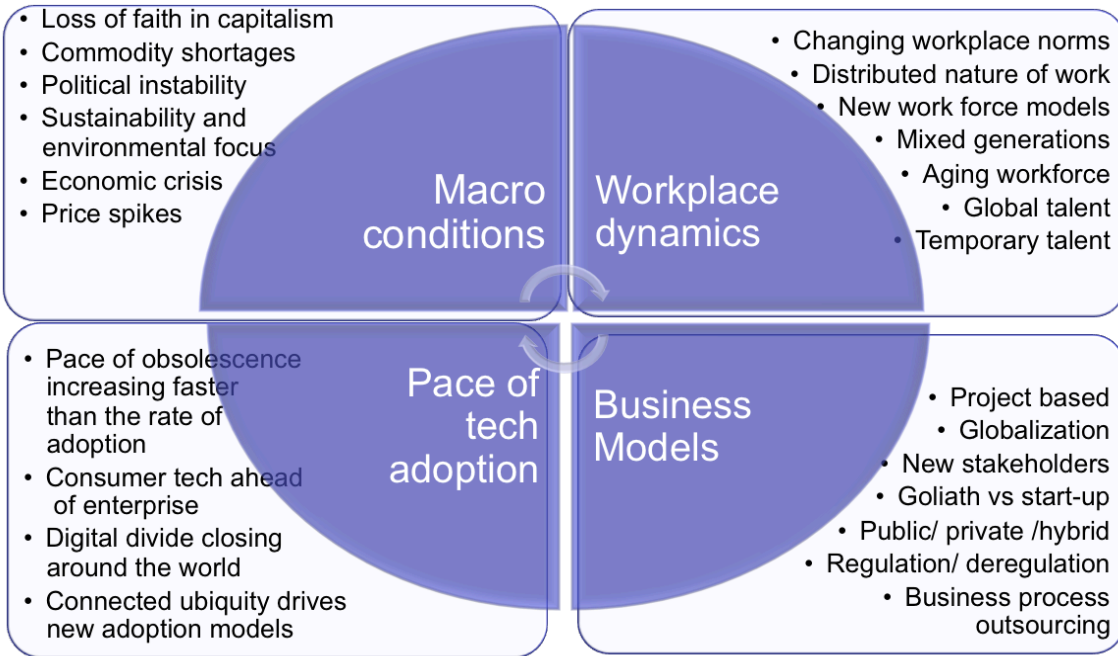 • Loss of faith in capitalism
• Commodity shortages
• Political instability
• Sustainability and
environmental focus
• Economic crisis
• Price spikes
Macro
conditions
• Changing workplace norms
• Distributed nature of work
• New work force models
• Mixed generations
• Aging workforce
• Global talent
• Temporary talent
Workplace
dynamics
• Pace of obsolescence
increasing faster
than the rate of
adoption
• Consumer tech ahead
of enterprise
• Digital divide closing
around the world
• Connected ubiquity drives
new adoption models
Pace of
tech
adoption
Business
Models
• Project based
• Globalization
• New stakeholders
• Goliath vs start-up
• Public/ private /hybrid
• Regulation/ deregulation
• Business process
outsourcing